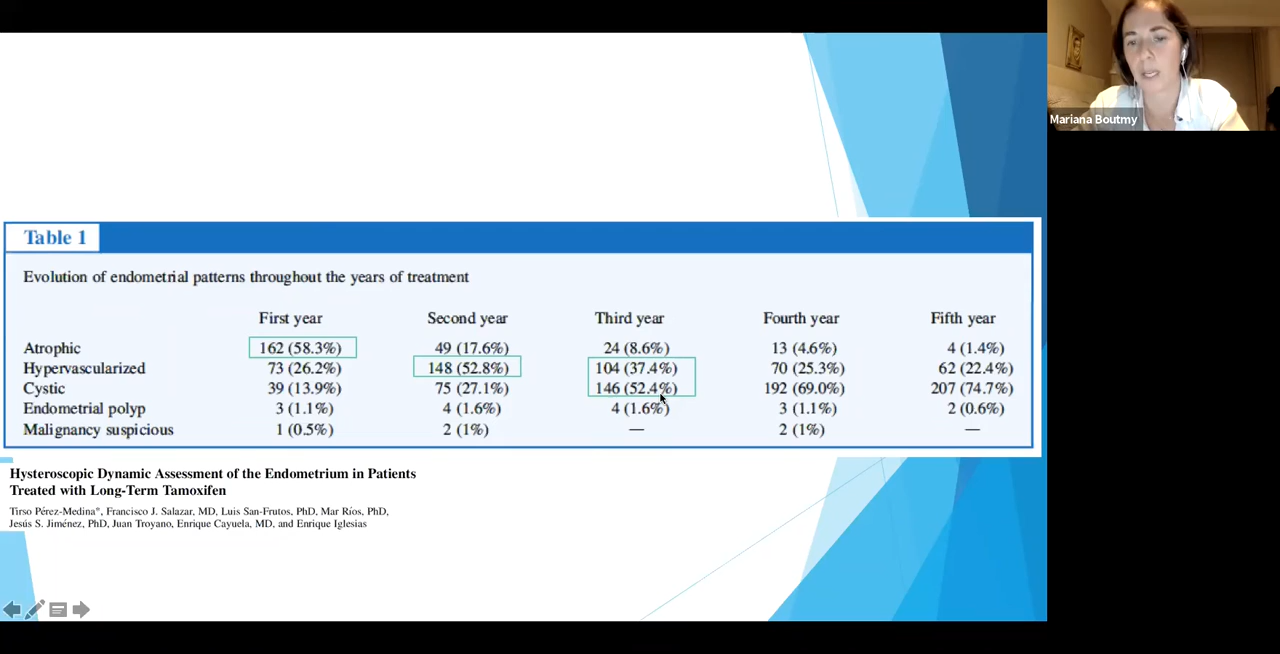 Mariana Boutmy
Table 1
Evolution of endometrial patterns throughout the years of treatment
First year Second year Third year Fourth year Fifth year
Atrophic 162 (58.3%) 49 (17.6%) 24 (8.6%) 13 (4.6%) 4 (1.4%)
Hypervascularized 73 (26.2%) 148 (52.8%) 104 (37.4%) 70 (25.3%) 62 (22.4%)
Cystic 39 (13.9%) 75 (27.1%) 146 (52.4%) 192 (69.0%) 207 (74.7%)
Endometrial polyp 3 (1.1%) 4 (1.6%) 4 (1.6%) 3 (1.1%) 2 (0.6%)
Malignancy suspicious 1 (0.5%) 2 (1%) — 2 (1%) —
Hysteroscopic Dynamic Assessment of the Endometrium in Patients
Treated with Long-Term Tamoxifen
Tirso Pérez-Medina*, Francisco J. Salazar, MD, Luis San-Frutos, PhD, Mar Ríos, PhD,
Jesús S. Jiménez, PhD, Juan Troyano, Enrique Cayuela, MD, and Enrique Iglesias